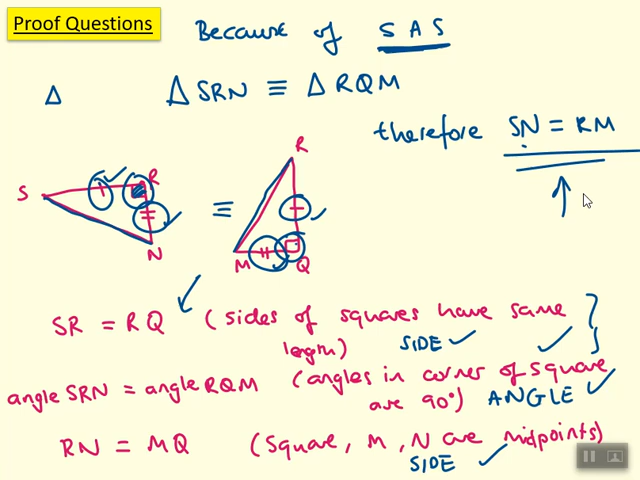 Proof Questions
Because of SAS
Δ
Δ SRN ≡ Δ RQM
therefore SN = RM
S
R
N
≡
R
M
Q
SR = RQ (sides of squares have same length) SIDE
angle SRN = angle RQM (angles in corner of square are 90°) ANGLE
RN = MQ (square, M, N are midpoints)
SIDE